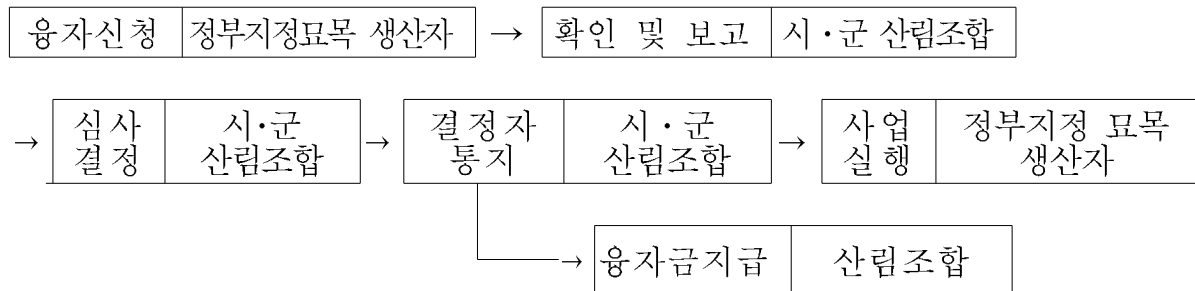 융자신청 정부지정묘목 생산자 → 확인 및 보고 시·군 산림조합
→ 심사 결정 시·군 산림조합 → 결정자 통지 시·군 산림조합 → 사업 실행 정부지정 묘목 생산자
→ 융자금지급 산림조합